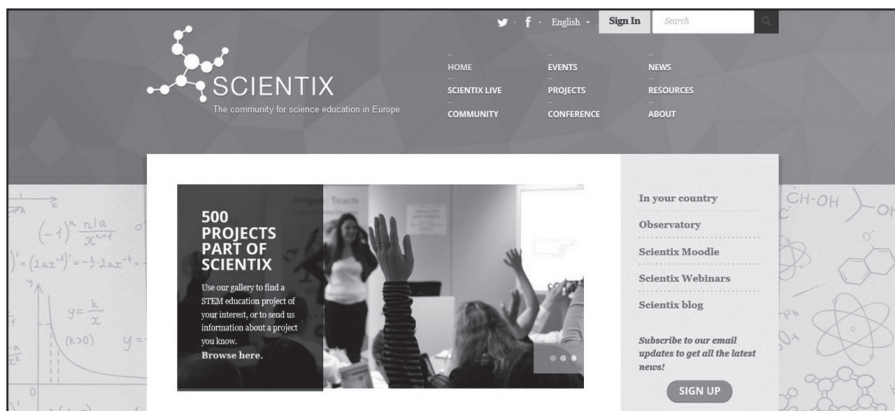 English
Sign In
Search
SCIENTIX
The community for science education in Europe
HOME
EVENTS
NEWS
SCIENTIX LIVE
PROJECTS
RESOURCES
COMMUNITY
CONFERENCE
ABOUT
500
PROJECTS
PART OF
SCIENTIX
Use our gallery to find a
STEM education project of
your interest, or to send us
information about a project
you know.
Browse here.
In your country
Observatory
Scientix Moodle
Scientix Webinars
Scientix blog
Subscribe to our email
updates to get all the latest
news!
SIGN UP
y = k/x
(k>0)
CH-OH